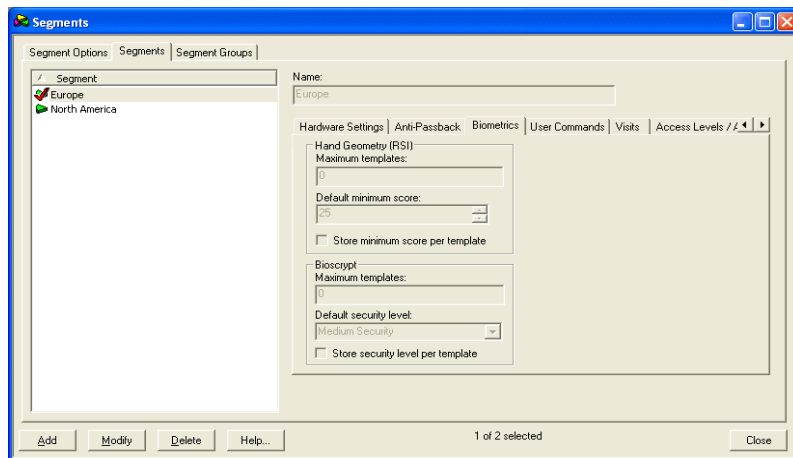 Segments
Segment Options Segments Segment Groups
Segment
Europe
North America
Name:
Europe
Hardware Settings Anti-Passback Biometrics User Commands Visits Access Levels / A
Hand Geometry (RSI)
Maximum templates:
0
Default minimum score:
25
Store minimum score per template
Bioscrypt
Maximum templates:
0
Default security level:
Medium Security
Store security level per template
Add Modify Delete Help... 1 of 2 selected Close